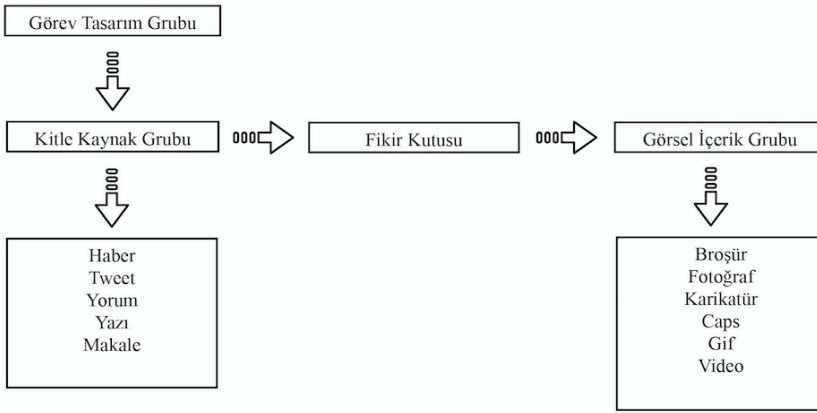 Görev Tasarım Grubu
Kitle Kaynak Grubu
Fikir Kutusu
Görsel İçerik Grubu
Haber
Tweet
Yorum
Yazı
Makale
Broşür
Fotoğraf
Karikatür
Caps
Gif
Video